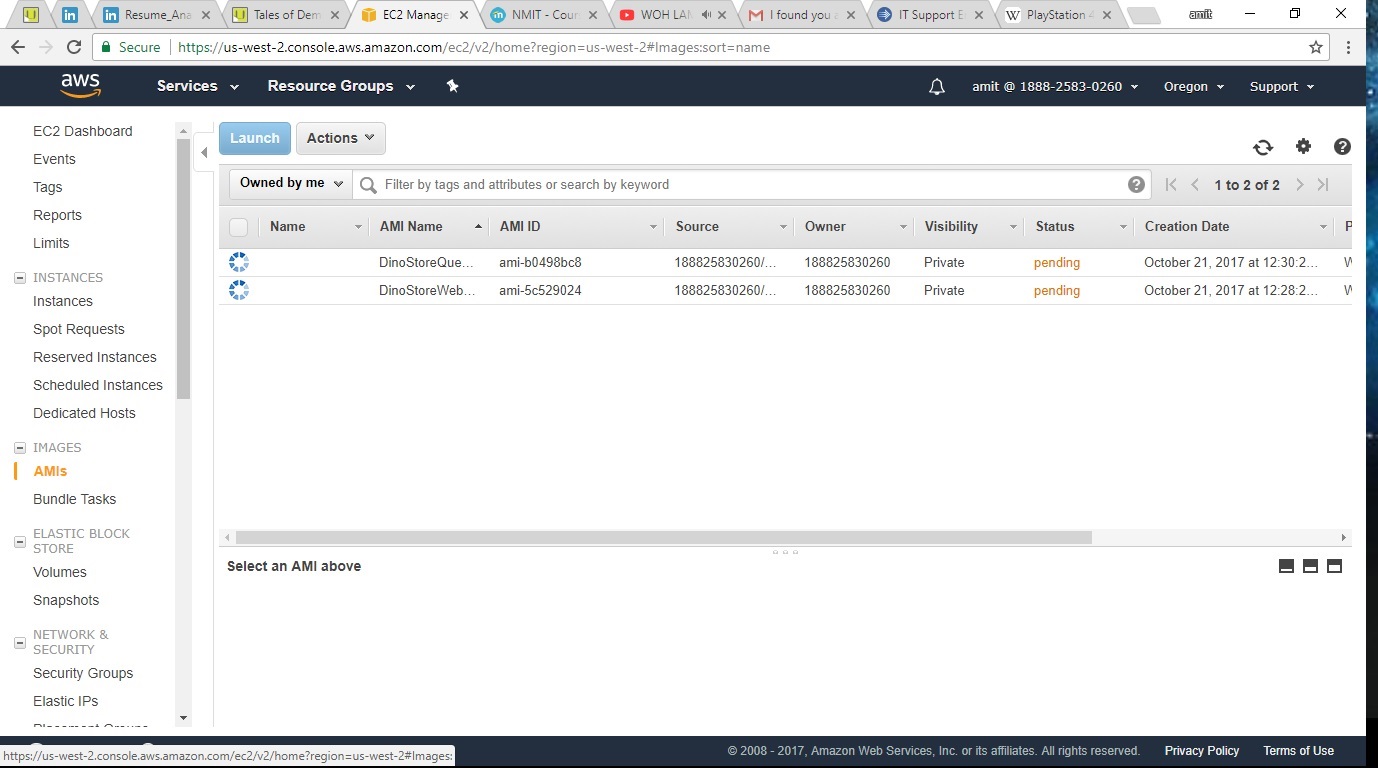 in Resume_Ana Tales of Dem EC2 Manage NMIT - Cour WOH LA I found you IT Support E W PlayStation 4 amit
Secure https://us-west-2.console.aws.amazon.com/ec2/v2/home?region=us-west-2#Images:sort=name
aws Services Resource Groups amit @ 1888-2583-0260 Oregon Support
EC2 Dashboard
Events
Tags
Reports
Limits
INSTANCES
Instances
Spot Requests
Reserved Instances
Scheduled Instances
Dedicated Hosts
IMAGES
AMIs
Bundle Tasks
ELASTIC BLOCK
STORE
Volumes
Snapshots
NETWORK &
SECURITY
Security Groups
Elastic IPs
Placement Groups
Launch Actions
Owned by me Filter by tags and attributes or search by keyword 1 to 2 of 2
Name AMI Name AMI ID Source Owner Visibility Status Creation Date P
DinoStoreQue... ami-b0498bc8 188825830260/... 188825830260 Private pending October 21, 2017 at 12:30:2... W
DinoStoreWeb... ami-5c529024 188825830260/... 188825830260 Private pending October 21, 2017 at 12:28:2... W
Select an AMI above
© 2008 - 2017, Amazon Web Services, Inc. or its affiliates. All rights reserved. Privacy Policy Terms of Use
https://us-west-2.console.aws.amazon.com/ec2/v2/home?region=us-west-2#Images: